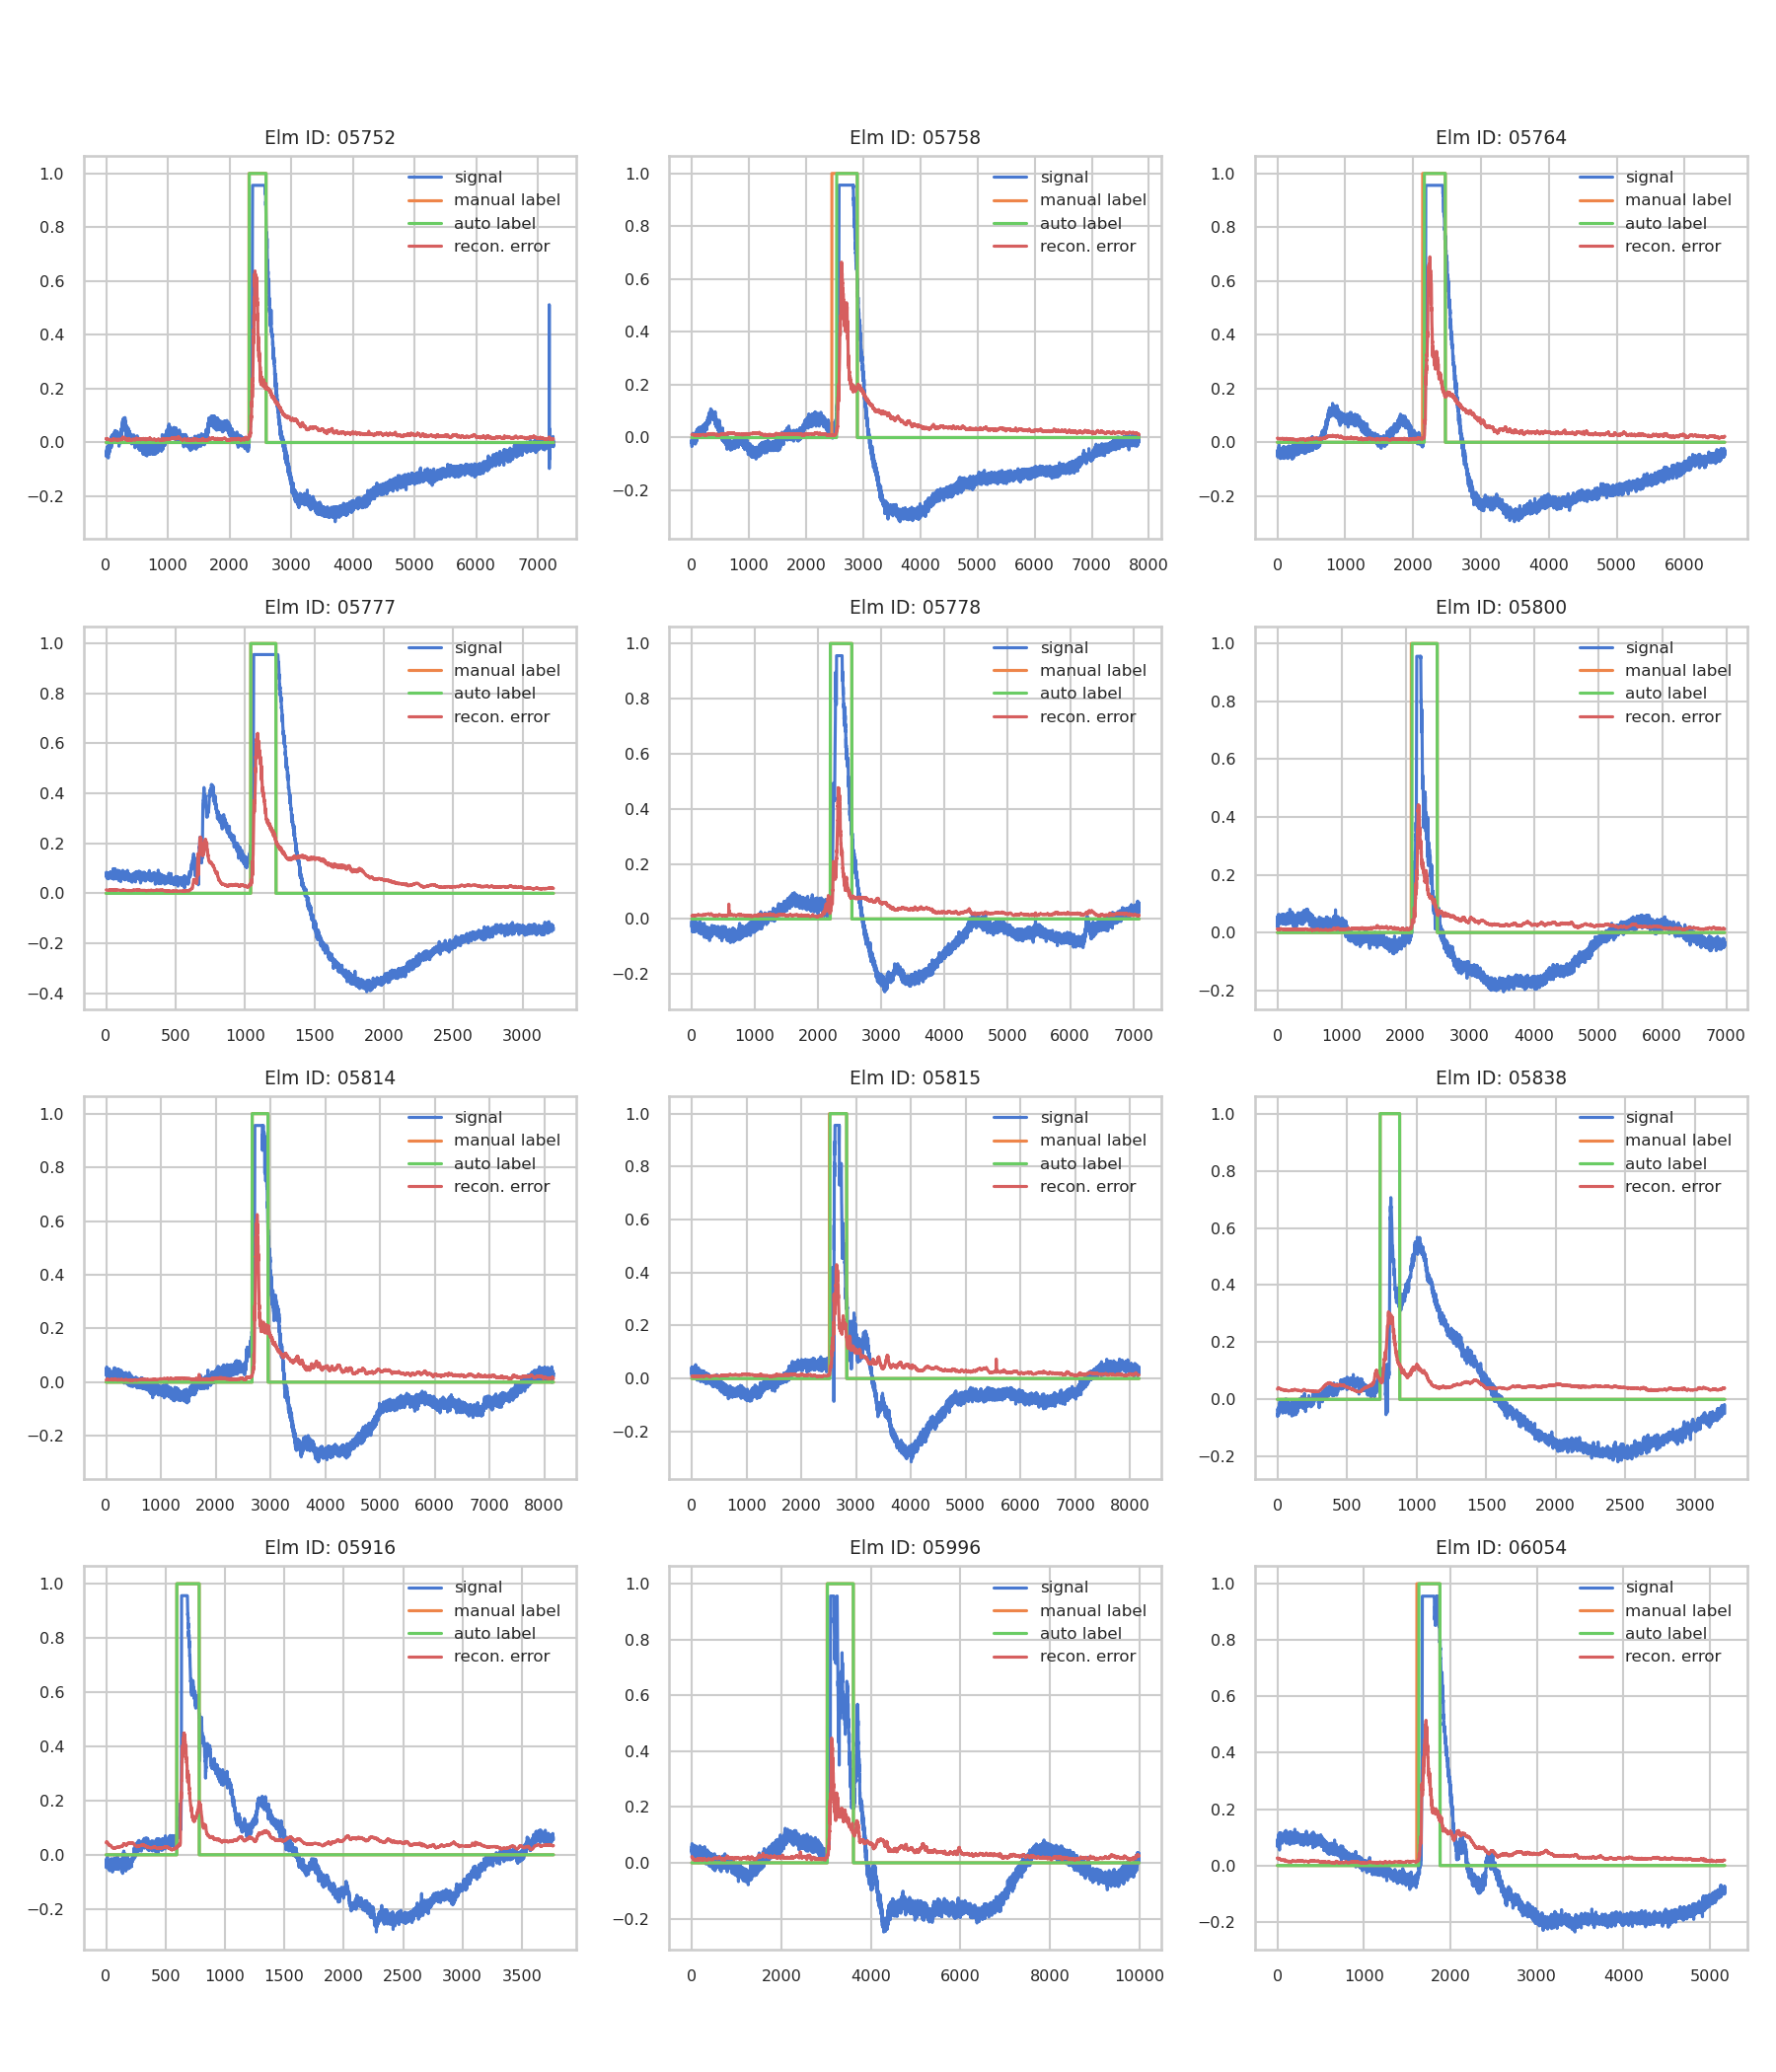 Elm ID: 05752
Elm ID: 05758
Elm ID: 05764
1.0
0.8
0.6
0.4
0.2
0.0
−0.2
0 1000 2000 3000 4000 5000 6000 7000
signal
manual label
auto label
recon. error
1.0
0.8
0.6
0.4
0.2
0.0
−0.2
0 1000 2000 3000 4000 5000 6000 7000 8000
signal
manual label
auto label
recon. error
1.0
0.8
0.6
0.4
0.2
0.0
−0.2
0 1000 2000 3000 4000 5000 6000
signal
manual label
auto label
recon. error
Elm ID: 05777
Elm ID: 05778
Elm ID: 05800
1.0
0.8
0.6
0.4
0.2
0.0
−0.2
−0.4
0 500 1000 1500 2000 2500 3000
signal
manual label
auto label
recon. error
1.0
0.8
0.6
0.4
0.2
0.0
−0.2
0 1000 2000 3000 4000 5000 6000 7000
signal
manual label
auto label
recon. error
1.0
0.8
0.6
0.4
0.2
0.0
−0.2
0 1000 2000 3000 4000 5000 6000 7000
signal
manual label
auto label
recon. error
Elm ID: 05814
Elm ID: 05815
Elm ID: 05838
1.0
0.8
0.6
0.4
0.2
0.0
−0.2
0 1000 2000 3000 4000 5000 6000 7000 8000
signal
manual label
auto label
recon. error
1.0
0.8
0.6
0.4
0.2
0.0
−0.2
0 1000 2000 3000 4000 5000 6000 7000 8000
signal
manual label
auto label
recon. error
1.0
0.8
0.6
0.4
0.2
0.0
−0.2
0 500 1000 1500 2000 2500 3000
signal
manual label
auto label
recon. error
Elm ID: 05916
Elm ID: 05996
Elm ID: 06054
1.0
0.8
0.6
0.4
0.2
0.0
−0.2
0 500 1000 1500 2000 2500 3000 3500
signal
manual label
auto label
recon. error
1.0
0.8
0.6
0.4
0.2
0.0
−0.2
0 2000 4000 6000 8000 10000
signal
manual label
auto label
recon. error
1.0
0.8
0.6
0.4
0.2
0.0
−0.2
0 1000 2000 3000 4000 5000
signal
manual label
auto label
recon. error